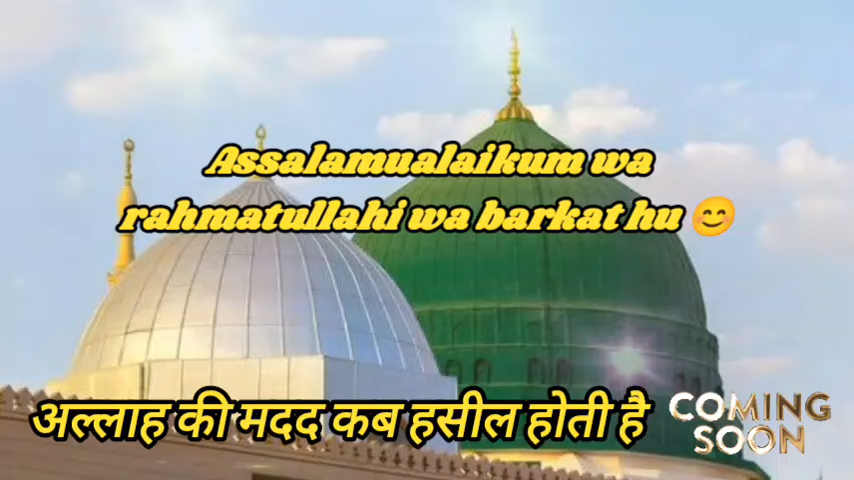 Assalamualaikum wa
rahmatullahi wa barkat hu 😊
अल्लाह की मदद कब हसील होती है
COMING
SOON